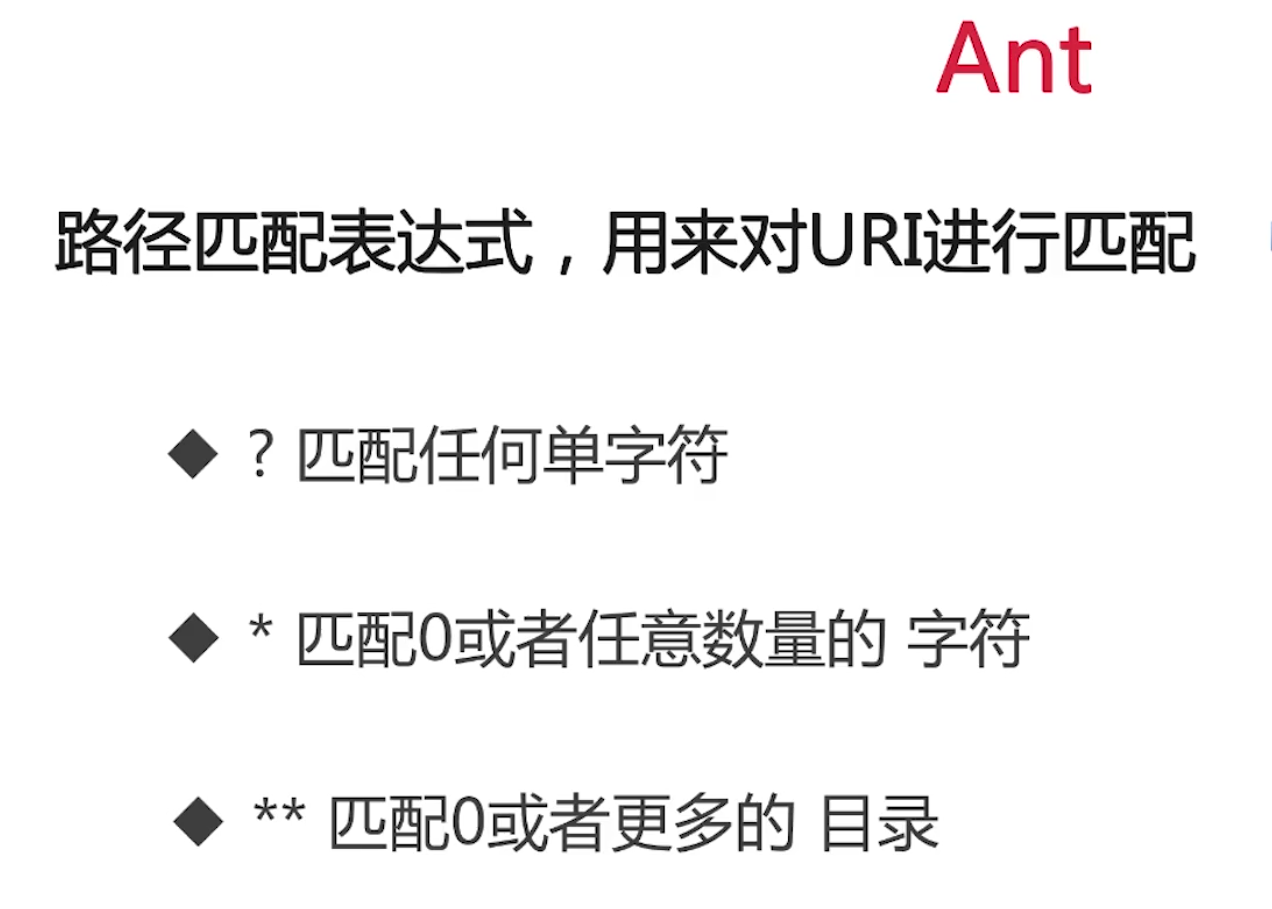 Ant
路径匹配表达式，用来对URI进行匹配
◆ ? 匹配任何单字符
◆ * 匹配0或者任意数量的 字符
◆ ** 匹配0或者更多的 目录